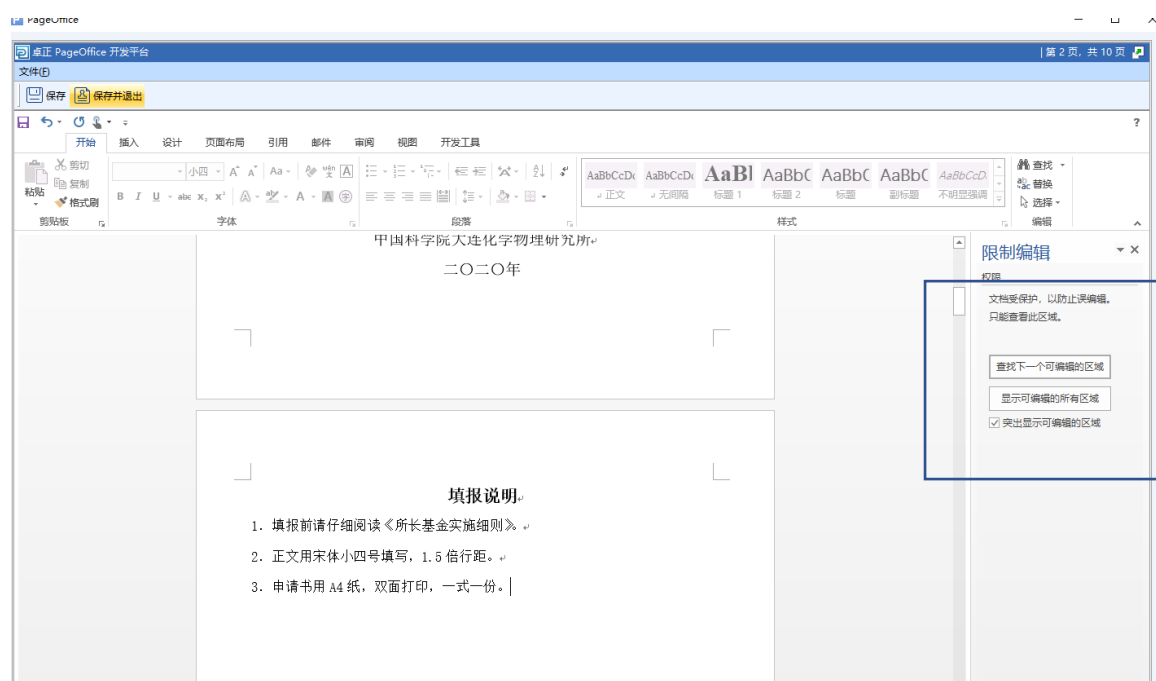 PageOffice
卓正 PageOffice 开发平台
| 第 2 页, 共 10 页
文件(F)
保存 保存并退出
?
开始 插入 设计 页面布局 引用 邮件 审阅 视图 开发工具
粘贴 剪切 复制 格式刷
小四
B I U abc X₂ X² A A A
Aa
AaBbCcDc AaBbCcDc AaBl AaBbC AaBbC AaBbC AaBbCcD.
正文 无间隔 标题 1 标题 2 标题 副标题 不明显强调
查找
替换
选择
剪贴板 字体 段落 样式 编辑
中国科学院大连化学物理研究所
二〇二〇年
填报说明
1. 填报前请仔细阅读《所长基金实施细则》。
2. 正文用宋体小四号填写，1.5 倍行距。
3. 申请书用 A4 纸，双面打印，一式一份。
限制编辑
权限
文档受保护，以防止误编辑。
只能查看此区域。
查找下一个可编辑的区域
显示可编辑的所有区域
突出显示可编辑的区域